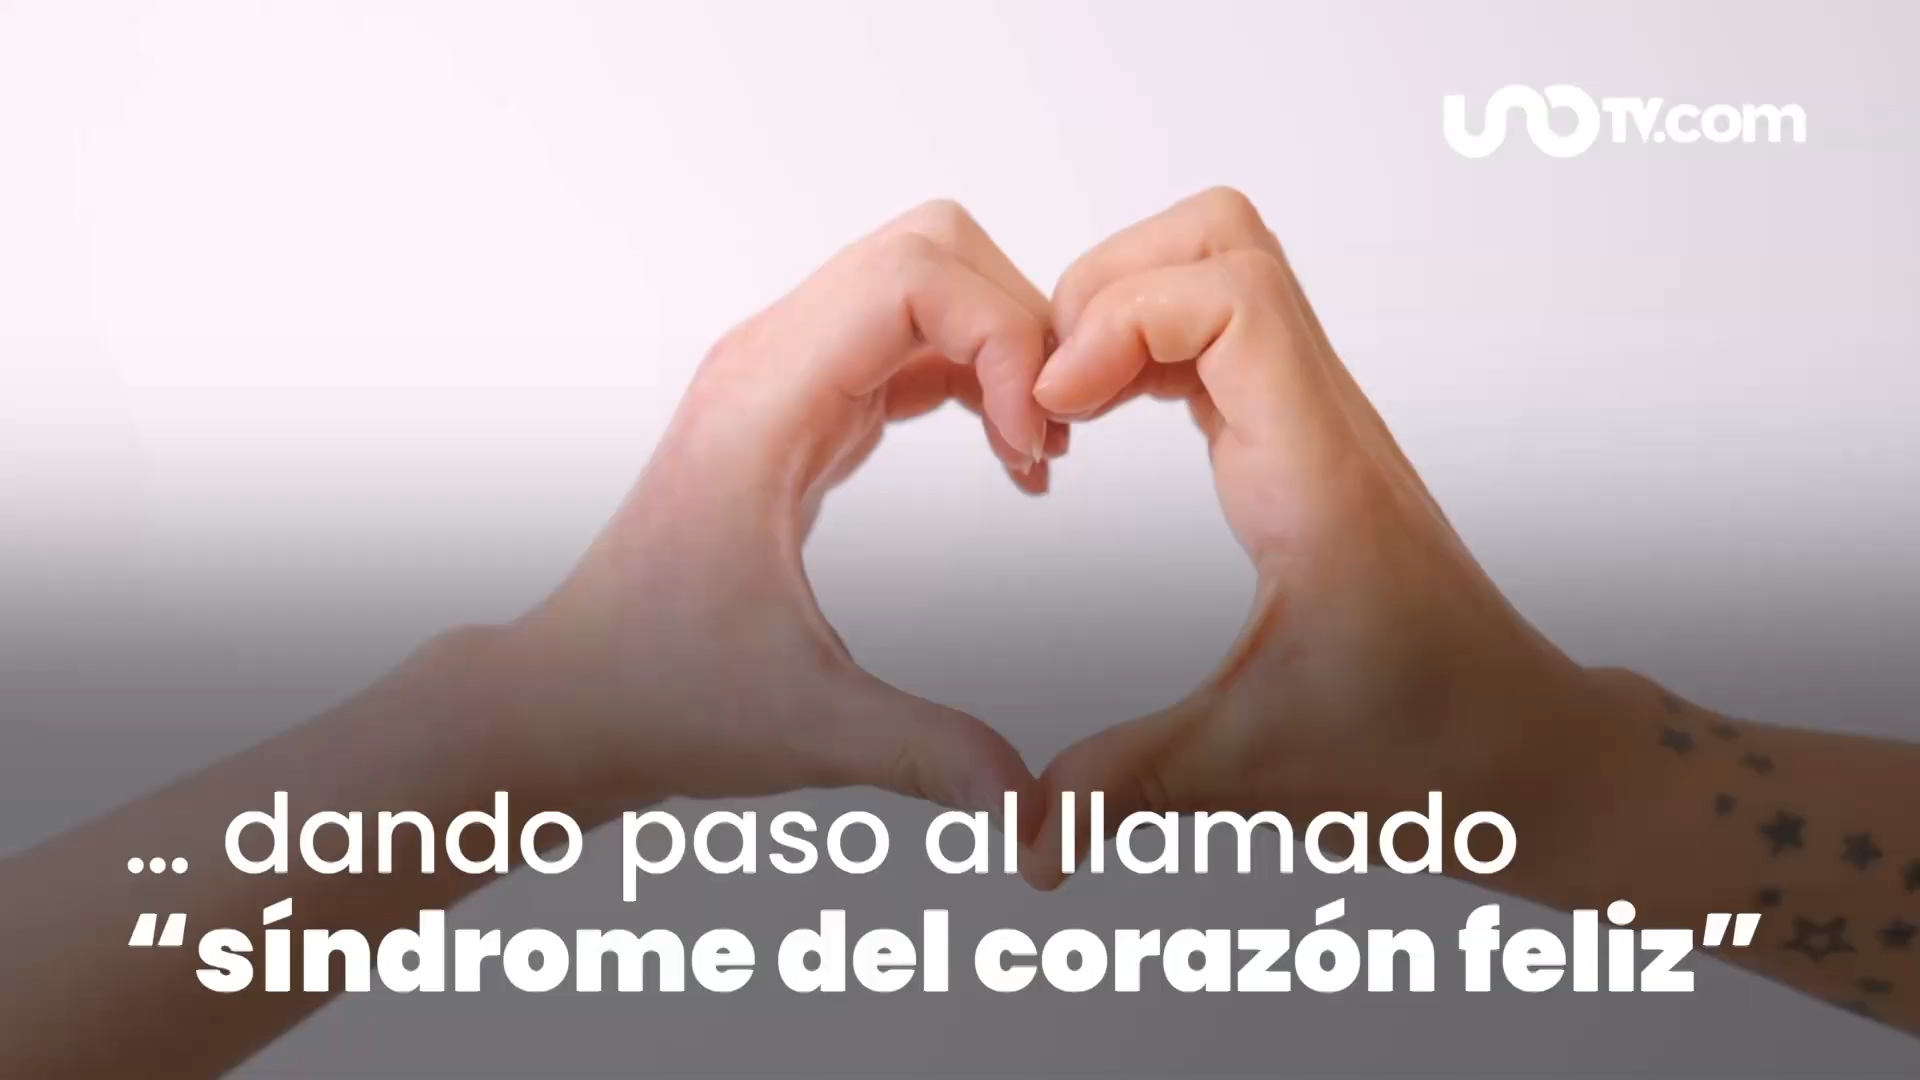 UNOTV.com
... dando paso al llamado
“síndrome del corazón feliz”